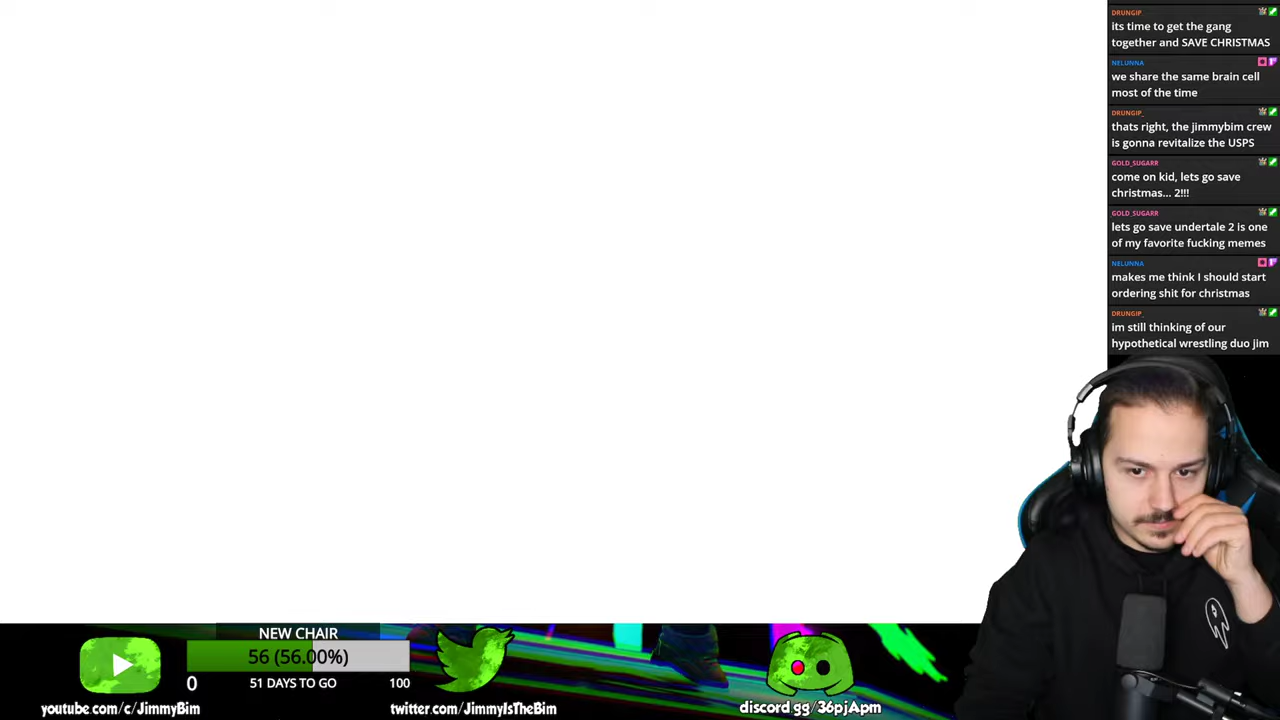 DRUNGIP_
its time to get the gang
together and SAVE CHRISTMAS
NELUNNA
we share the same brain cell
most of the time
DRUNGIP_
thats right, the jimmybim crew
is gonna revitalize the USPS
GOLD_SUGARR
come on kid, lets go save
christmas... 2!!!
GOLD_SUGARR
lets go save undertale 2 is one
of my favorite fucking memes
NELUNNA
makes me think I should start
ordering shit for christmas
DRUNGIP_
im still thinking of our
hypothetical wrestling duo jim
NEW CHAIR
56 (56.00%)
0
51 DAYS TO GO
100
youtube.com/c/JimmyBim
twitter.com/JimmyIsTheBim
discord gg/36pjApm